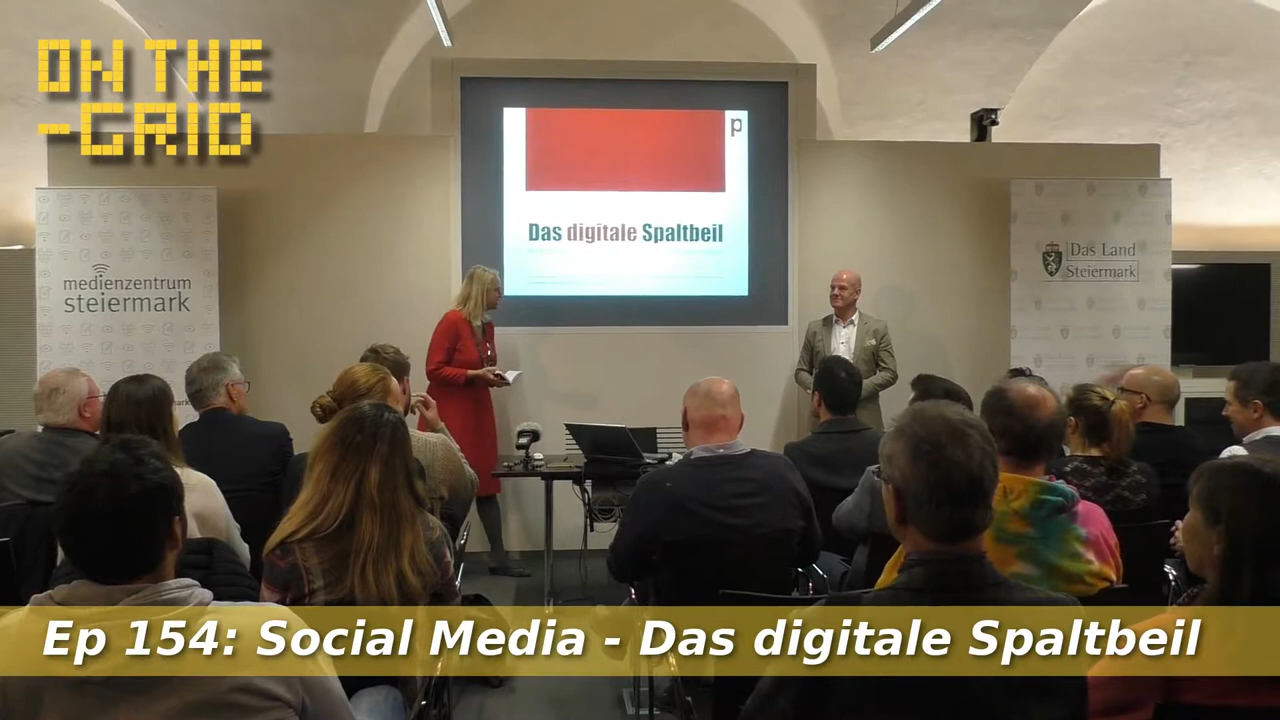 ON THE
-GRID
p
Das digitale Spaltbeil
medienzentrum
steiermark
Das Land
Steiermark
Ep 154: Social Media - Das digitale Spaltbeil